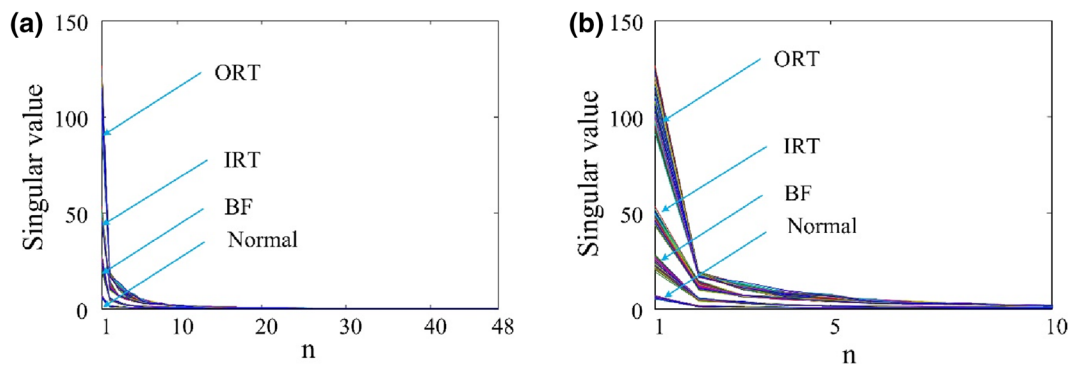 (a)
150
100
50
0
Singular value
ORT
IRT
BF
Normal
1
10
20
30
40
48
n
(b)
150
100
50
0
Singular value
ORT
IRT
BF
Normal
1
5
10
n